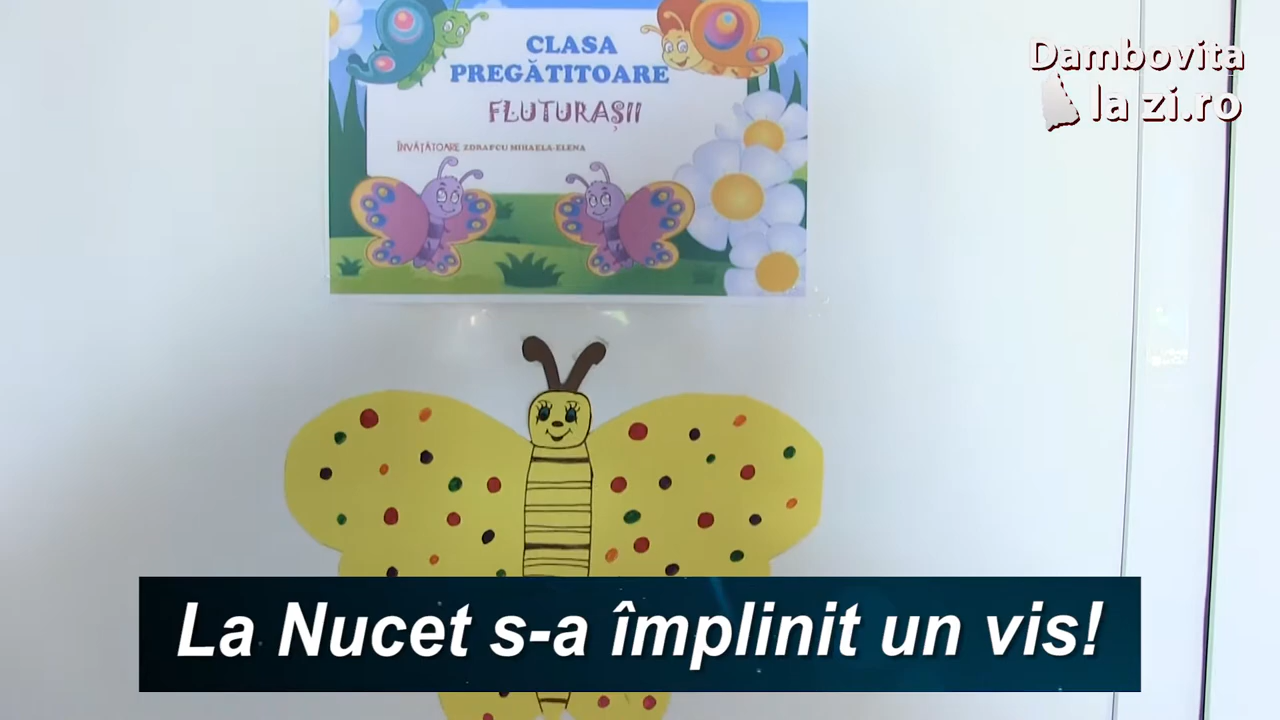 CLASA
PREGĂTITOARE
FLUTURAȘII
ÎNVĂȚĂTOARE ZDRAFCU MIHAELA-ELENA
Dambovita
la zi.ro
La Nucet s-a împlinit un vis!